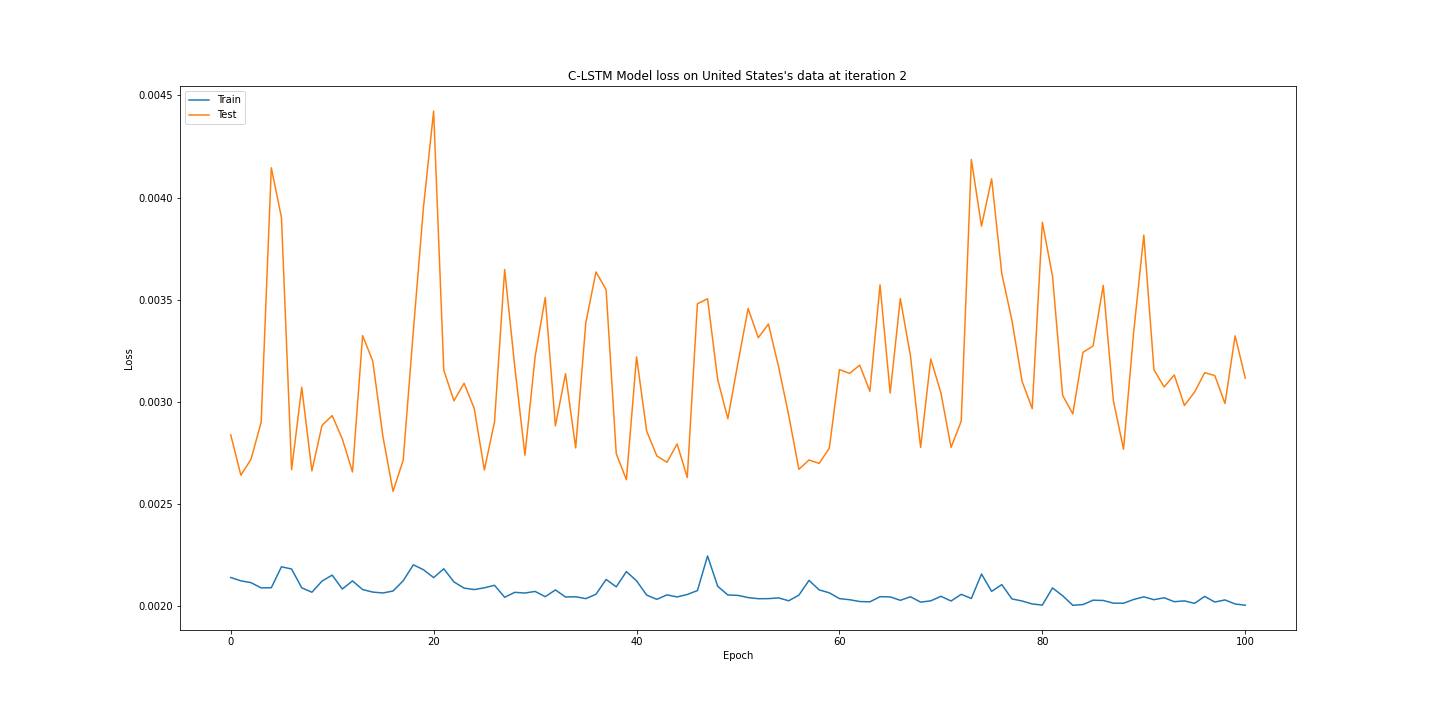 C-LSTM Model loss on United States's data at iteration 2
Train
Test
0.0045
0.0040
0.0035
0.0030
0.0025
0.0020
Loss
0 20 40 60 80 100
Epoch